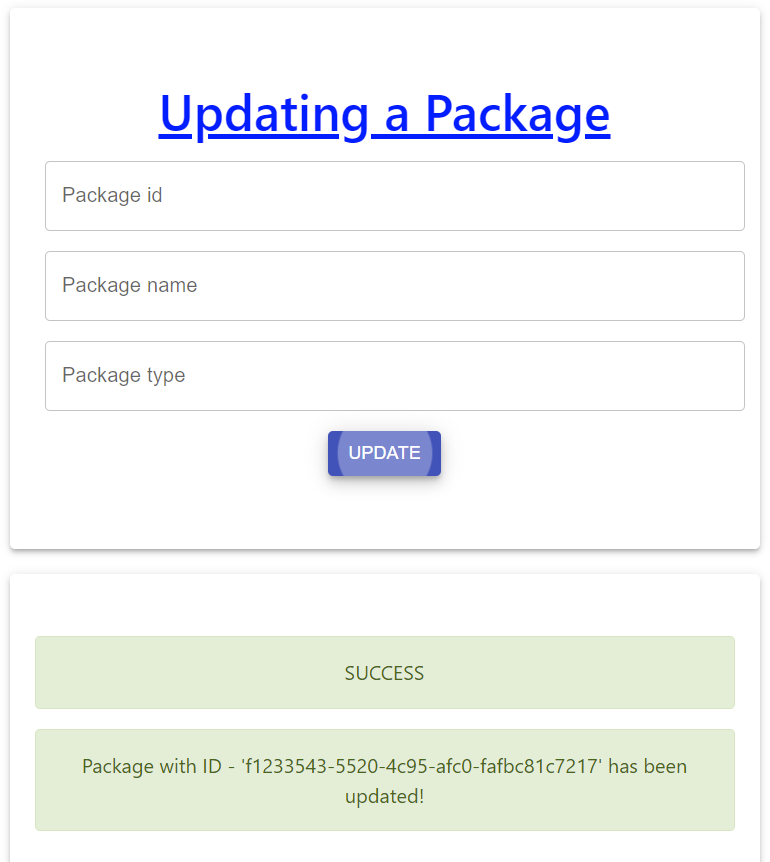 Updating a Package
Package id
Package name
Package type
UPDATE
SUCCESS
Package with ID - 'f1233543-5520-4c95-afc0-fafbc81c7217' has been
updated!